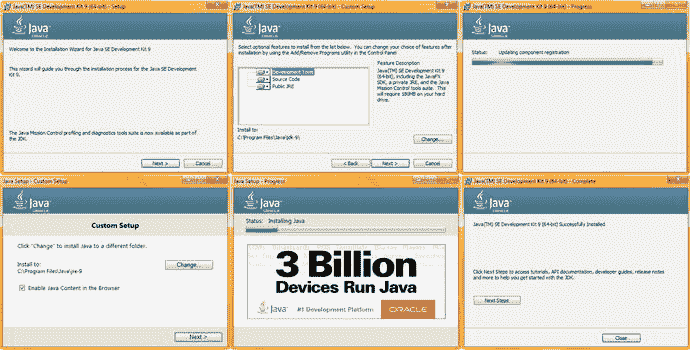 Java(TM) SE Development Kit 9 (64-bit) - Setup
Java
ORACLE
Welcome to the Installation Wizard for Java SE Development Kit 9
This wizard will guide you through the installation process for the Java SE Development
Kit 9.
The Java Mission Control profiling and diagnostics tools suite is now available as part of
the JDK.
Next >
Cancel
Java(TM) SE Development Kit 9 (64-bit) - Custom Setup
Java
ORACLE
Select optional features to install from the list below. You can change your choice of features after
installation by using the Add/Remove Programs utility in the Control Panel
Development Tools
Source Code
Public JRE
Feature Description
Java(TM) SE Development Kit 9
(64-bit), including the JavaFX
SDK, a private JRE, and the Java
Mission Control tools suite. This
will require 180MB on your hard
drive.
Install to:
C:\Program Files\Java\jdk-9\
Change...
< Back
Next >
Cancel
Java(TM) SE Development Kit 9 (64-bit) - Progress
Java
ORACLE
Status:
Updating component registration
Java Setup - Custom Setup
Java
ORACLE
Custom Setup
Click "Change" to install Java to a different folder.
Install to:
C:\Program Files\Java\jre-9
Change...
Enable Java Content in the Browser
Next >
Java Setup - Progress
Java
ORACLE
Status:
Installing Java
3 Billion
Devices Run Java
Java
#1 Development Platform
ORACLE
Java(TM) SE Development Kit 9 (64-bit) - Complete
Java
ORACLE
Java(TM) SE Development Kit 9 (64-bit) Successfully Installed
Click Next Steps to access tutorials, API documentation, developer guides, release notes
and more to help you get started with the JDK.
Next Steps
Close